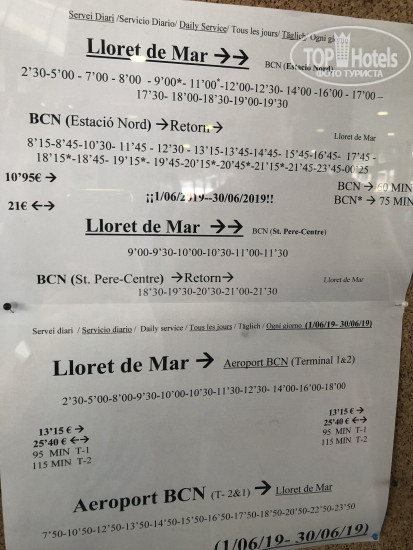 Servei Diari /Servicio Diario/ Daily Service/ Tous les jours/ Täglich Ogni gi
TOP Hotels
ФОТО ТУРИСТА
Lloret de Mar →→ BCN (Estació Nord)
2'30-5'00 - 7'00 - 8'00 - 9'00*- 11'00*-12'00-12'30- 14'00 -16'00 - 17'00 –
17'30- 18'00-18'30-19'00-19'30
BCN (Estació Nord) →Retorn→ Lloret de Mar
8'15-8'45-10'30- 11'45 - 12'30 - 13'15-13'45-14'45- 15'45-16'45- 17'45 -
18'15*-18'45- 19'15*- 19'45-20'15*-20'45*-21'15*-21'45-23'45-00'25
10'95€ → BCN → 60 MIN
¡¡1/06/2019--30/06/2019!!
21€ ←→ BCN* → 75 MIN
Lloret de Mar →→ BCN (St. Pere-Centre)
9'00-9'30-10'00-10'30-11'00-11'30
BCN (St. Pere-Centre) →Retorn→ Lloret de Mar
18'30-19'30-20'30-21'00-21'30
Servei diari / Servicio diario / Daily service / Tous les jours / Täglich / Ogni giorno (1/06/19- 30/06/19)
Lloret de Mar → Aeroport BCN (Terminal 1&2)
2'30-5'00-8'00-9'30-10'00-10'30-11'30-12'30- 14'00-16'00-18'00
13'15 € → 13'15 € →
25'40 € ←→ 25'40 € ←→
95 MIN T-1 95 MIN T-1
115 MIN T-2 115 MIN T-2
Aeroport BCN (T- 2&1) → Lloret de Mar
7'50-10'50-12'50-13'50-14'50-15'50-16'50-17'50-18'50-20'50-22'50-23'50
(1/06/19- 30/06/19)